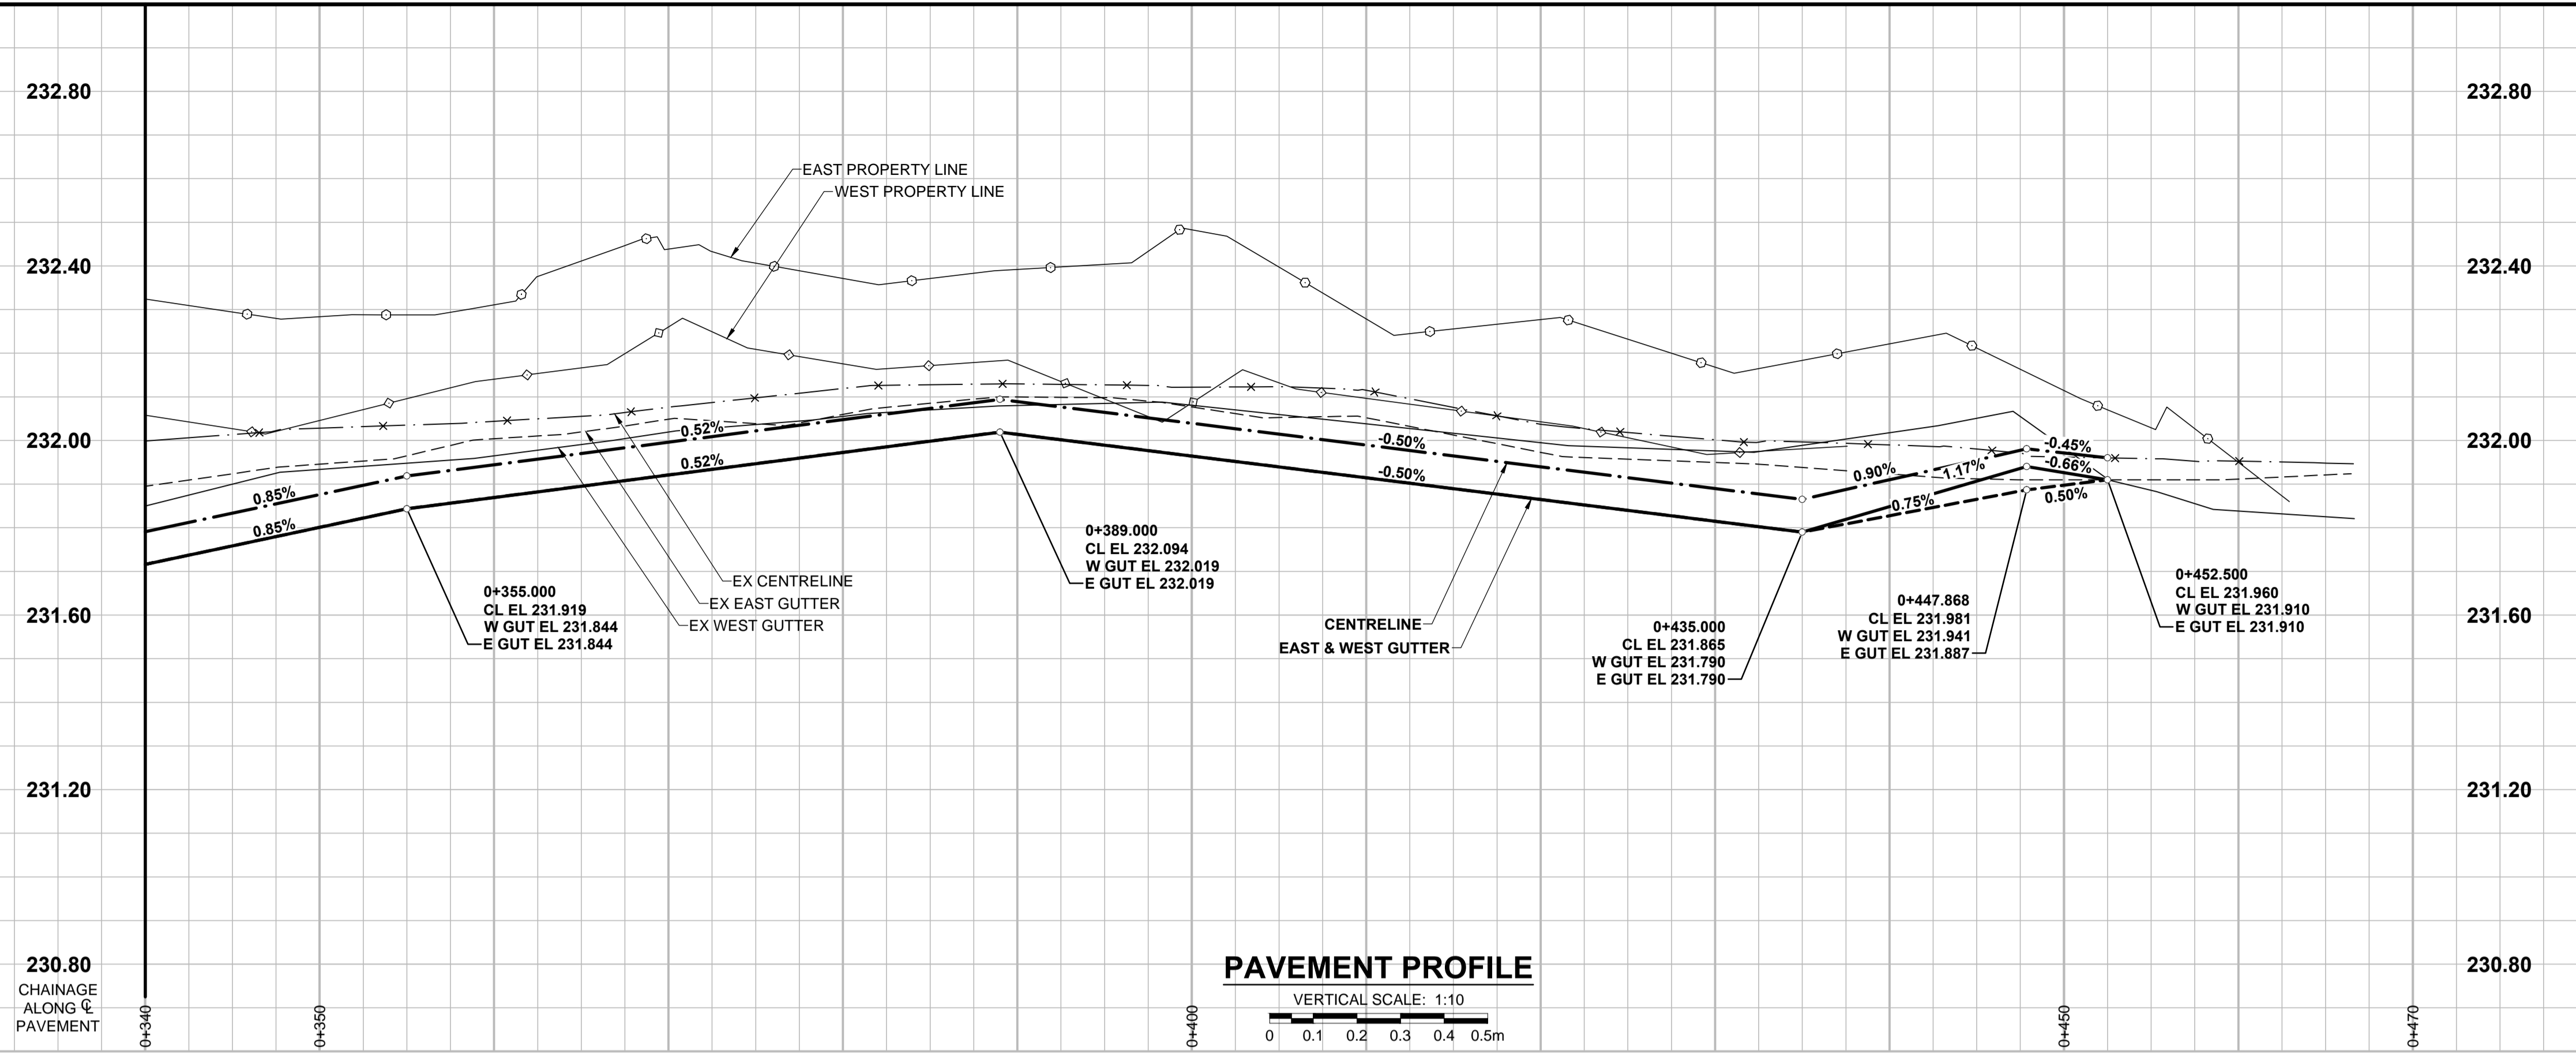 232.80
232.80
EAST PROPERTY LINE
WEST PROPERTY LINE
232.40
232.40
232.00
232.00
0.85%
0.85%
0.52%
0.52%
-0.50%
-0.50%
0.90%
1.17%
0.75%
-0.45%
-0.66%
0.50%
0+355.000
CL EL 231.919
W GUT EL 231.844
E GUT EL 231.844
EX CENTRELINE
EX EAST GUTTER
EX WEST GUTTER
0+389.000
CL EL 232.094
W GUT EL 232.019
E GUT EL 232.019
CENTRELINE
EAST & WEST GUTTER
0+435.000
CL EL 231.865
W GUT EL 231.790
E GUT EL 231.790
0+447.868
CL EL 231.981
W GUT EL 231.941
E GUT EL 231.887
0+452.500
CL EL 231.960
W GUT EL 231.910
E GUT EL 231.910
231.60
231.60
231.20
231.20
230.80
230.80
CHAINAGE
ALONG ℄
PAVEMENT
PAVEMENT PROFILE
VERTICAL SCALE: 1:10
0 0.1 0.2 0.3 0.4 0.5m
0+340
0+350
0+400
0+450
0+470